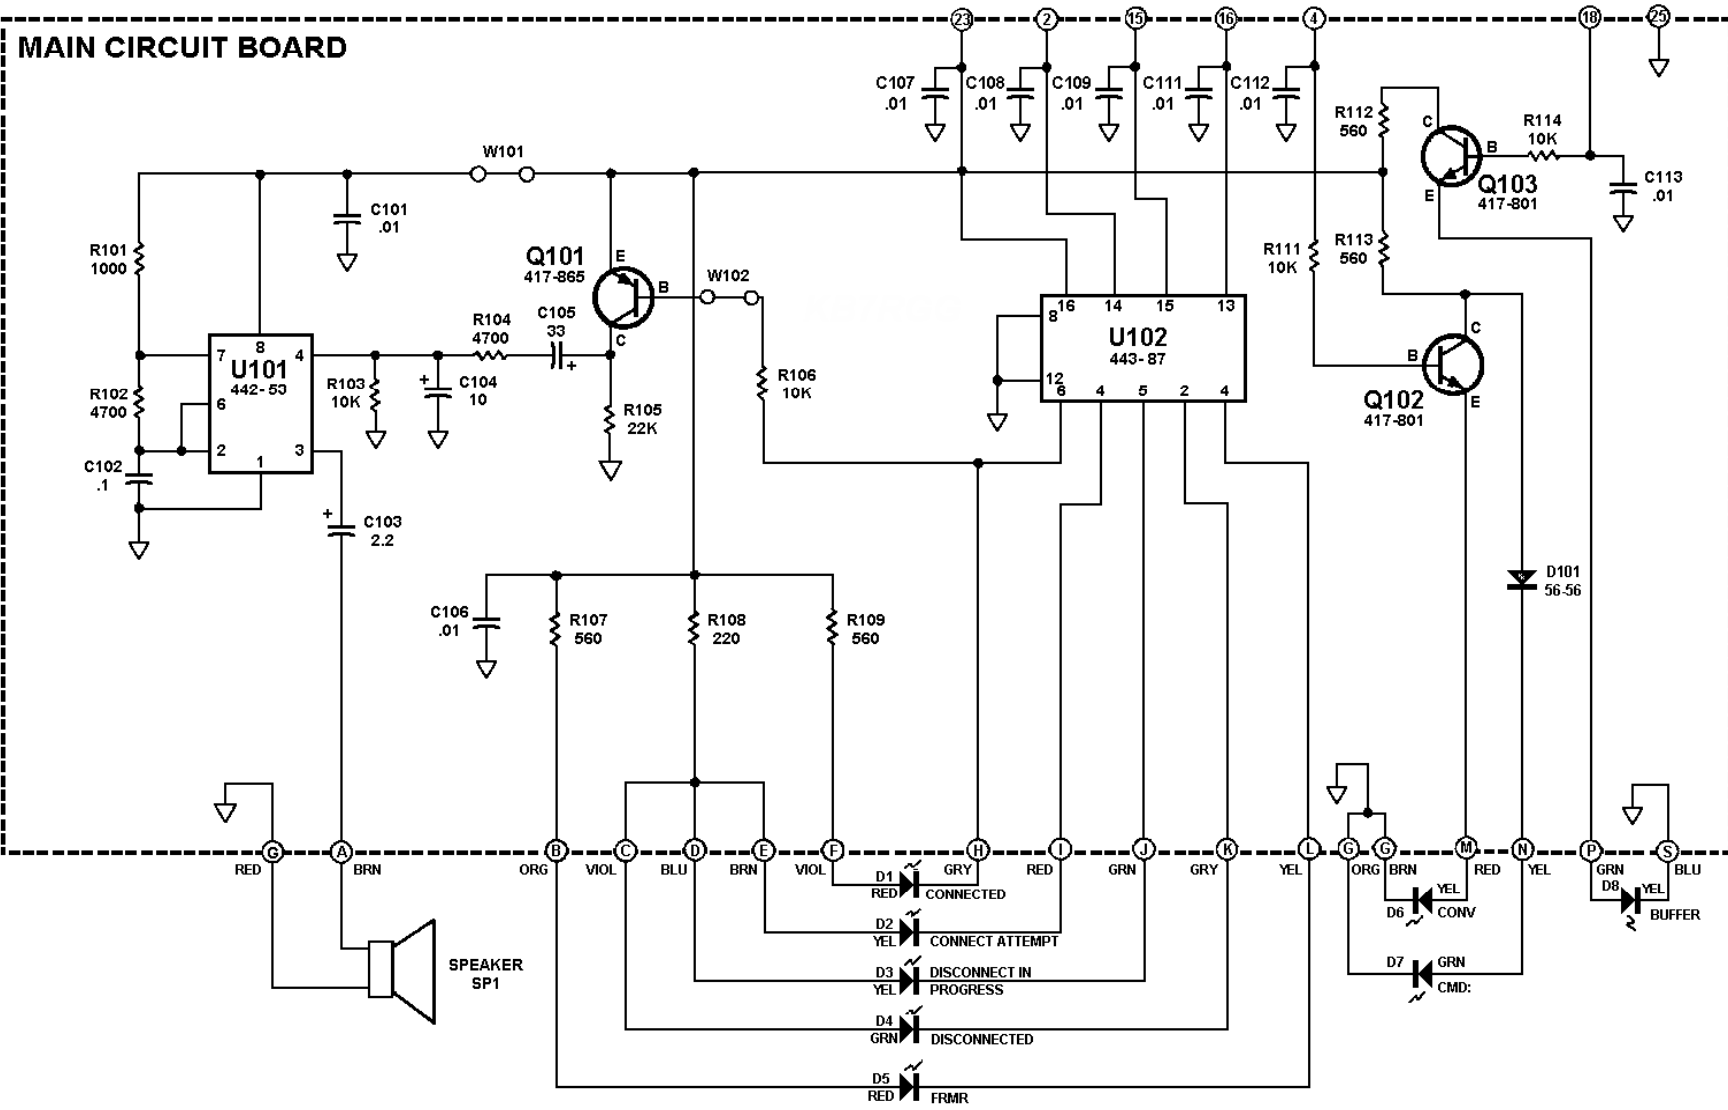 23 2 15 16 4 18 25
MAIN CIRCUIT BOARD
C107
.01
C108
.01
C109
.01
C111
.01
C112
.01
R112
560
C
R114
10K
B
E
Q103
417-801
C113
.01
W101
C101
.01
R101
1000
Q101
417-865
E
B
C
W102
R111
10K
R113
560
16 14 15 13
8
U102
443-87
12
6 4 5 2 4
C
B
E
Q102
417-801
7 8 4
U101
442-53
6
2 1 3
R102
4700
C102
.1
R103
10K
+
C104
10
R104
4700
C105
33
+
R105
22K
R106
10K
+
C103
2.2
D101
56-56
C106
.01
R107
560
R108
220
R109
560
G A B C D E F H I J K L G G M N P S
RED BRN ORG VIOL BLU BRN VIOL GRY RED GRN GRY YEL ORG BRN RED YEL GRN BLU
D1
RED
CONNECTED
D2
YEL
CONNECT ATTEMPT
D3
YEL
DISCONNECT IN
PROGRESS
D4
GRN
DISCONNECTED
D5
RED
FRMR
D6
YEL
CONV
D7
GRN
CMD:
D8
YEL
BUFFER
SPEAKER
SP1